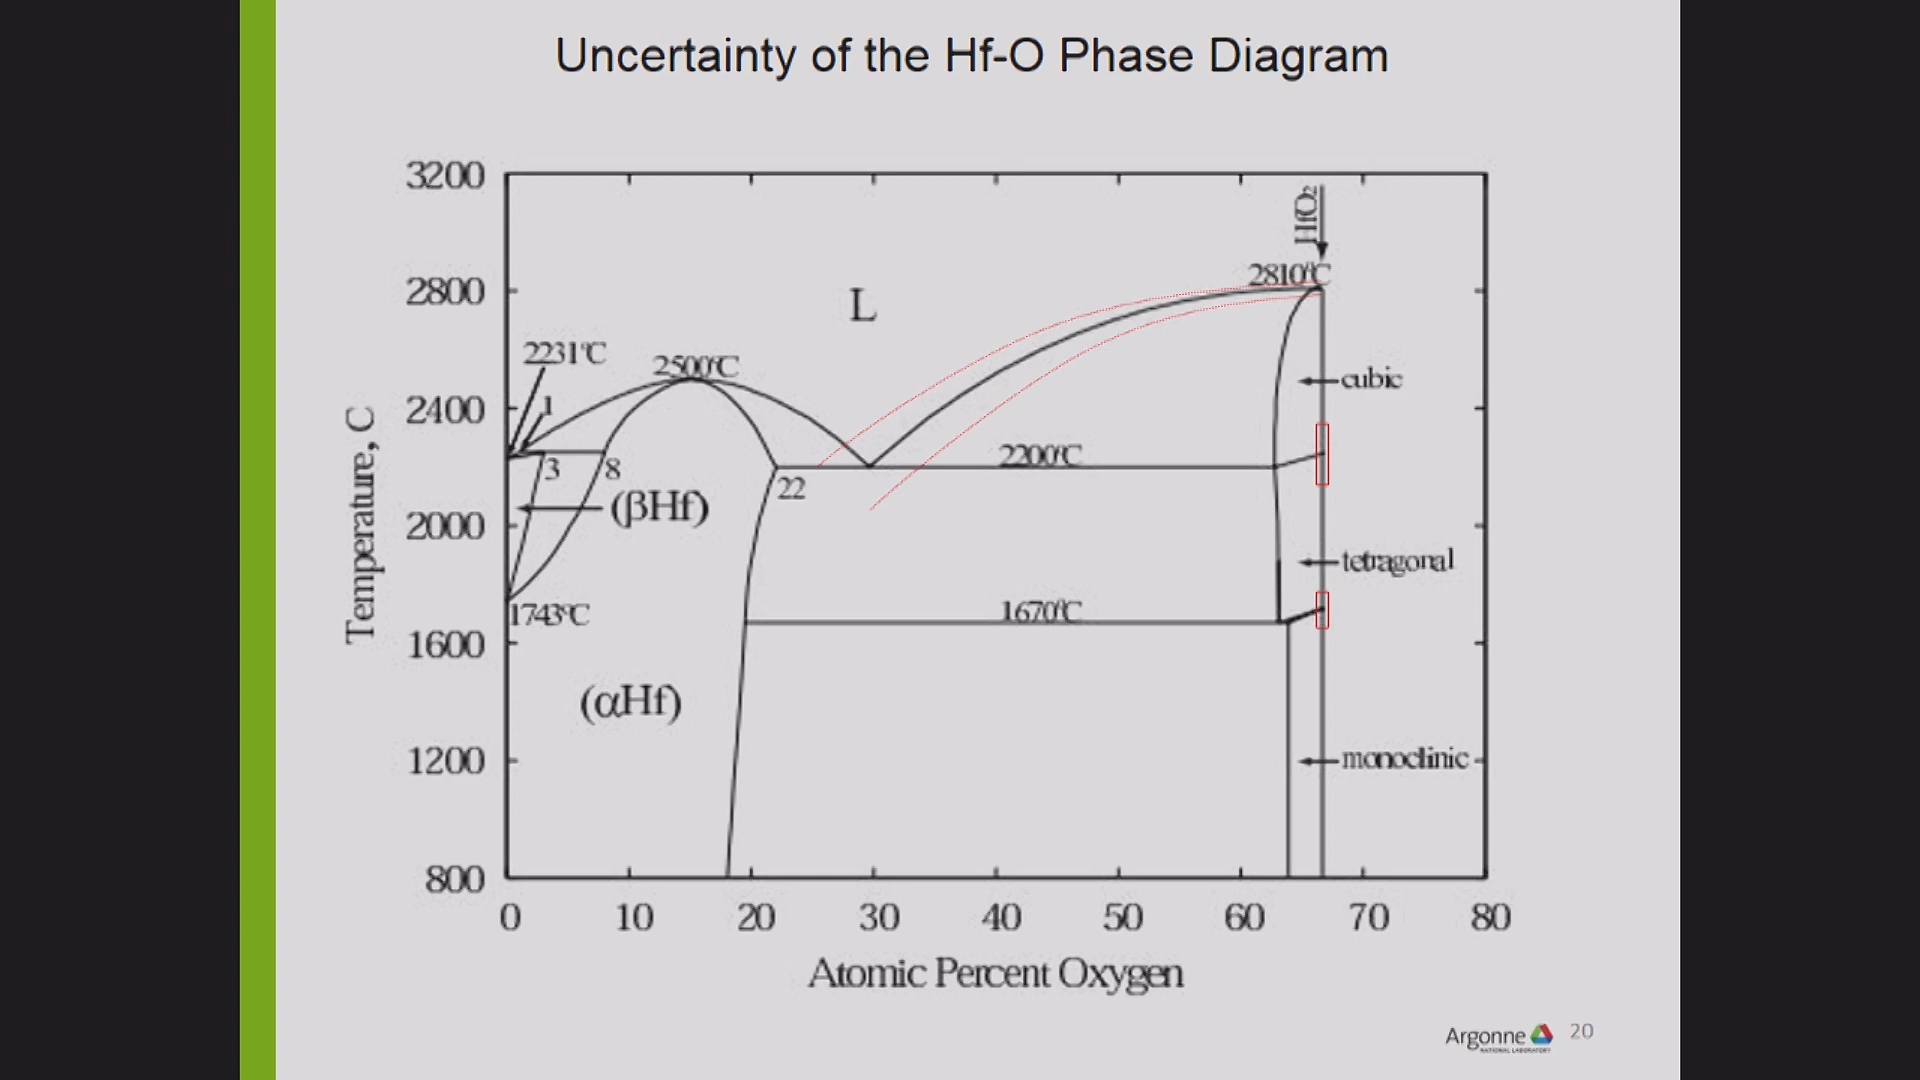 Uncertainty of the Hf-O Phase Diagram
3200
2800
2400
2000
1600
1200
800
Temperature, C
0 10 20 30 40 50 60 70 80
Atomic Percent Oxygen
HfO₂
2810°C
L
2231°C
2500°C
1
cubic
3
8
2200°C
22
(βHf)
tetragonal
1743°C
1670°C
(αHf)
monoclinic
Argonne
NATIONAL LABORATORY
20